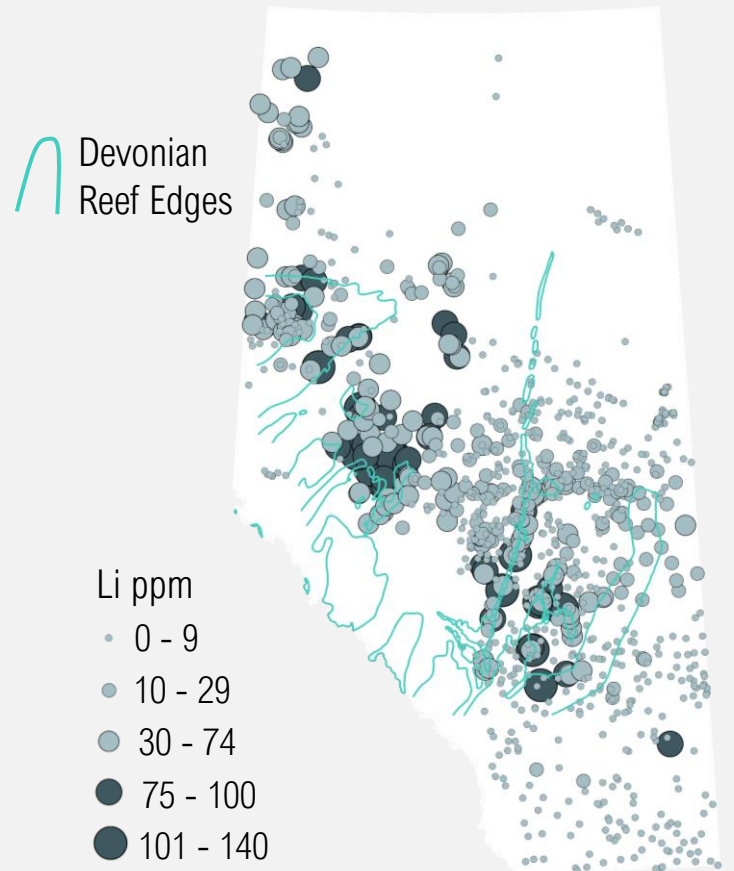 Devonian
Reef Edges
Li ppm
0 - 9
10 - 29
30 - 74
75 - 100
101 - 140